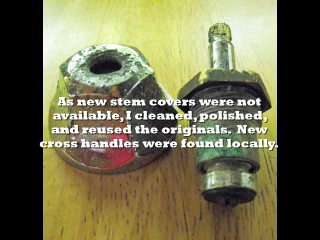 As new stem covers were not
available, I cleaned, polished,
and reused the originals.  New
cross handles were found locally.